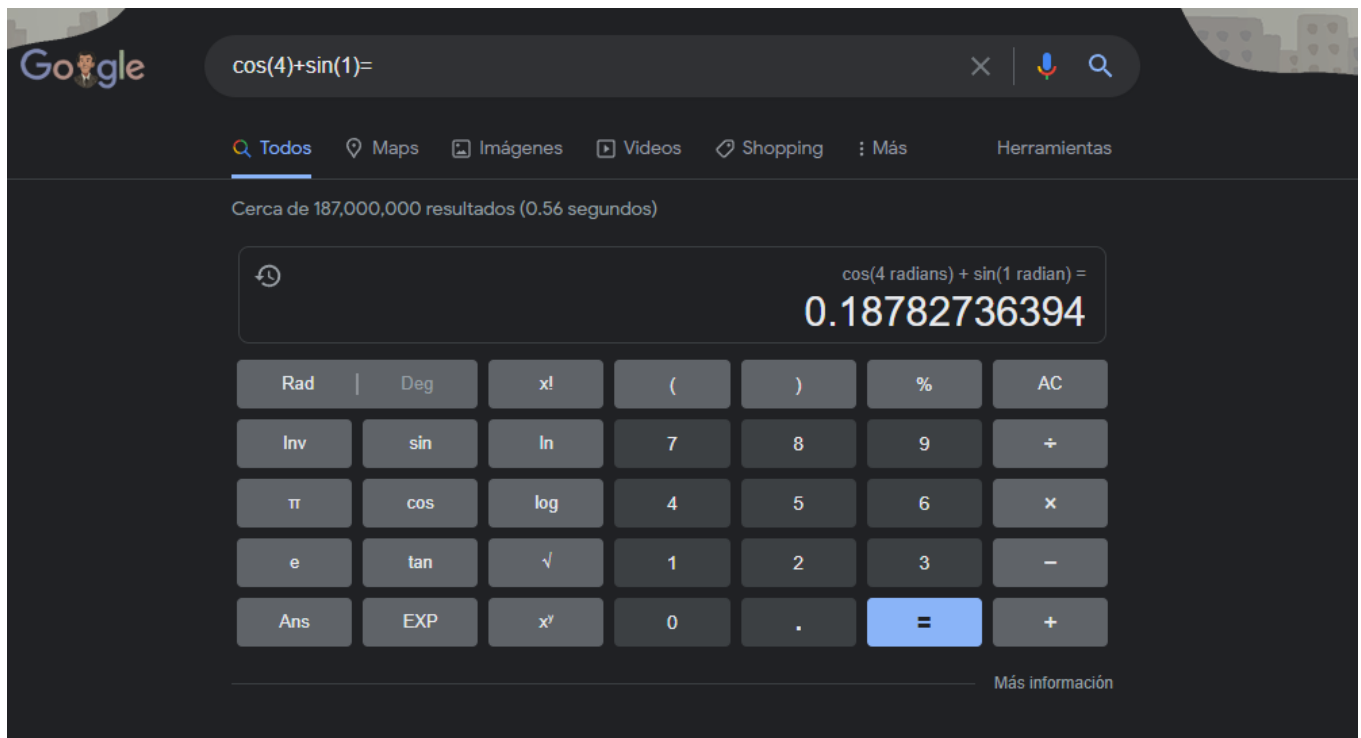 Google
cos(4)+sin(1)=
Todos Maps Imágenes Videos Shopping Más Herramientas
Cerca de 187,000,000 resultados (0.56 segundos)
cos(4 radians) + sin(1 radian) =
0.18782736394
Rad | Deg x! ( ) % AC
Inv sin ln 7 8 9 ÷
π cos log 4 5 6 ×
e tan √ 1 2 3 −
Ans EXP xʸ 0 . = +
Más información